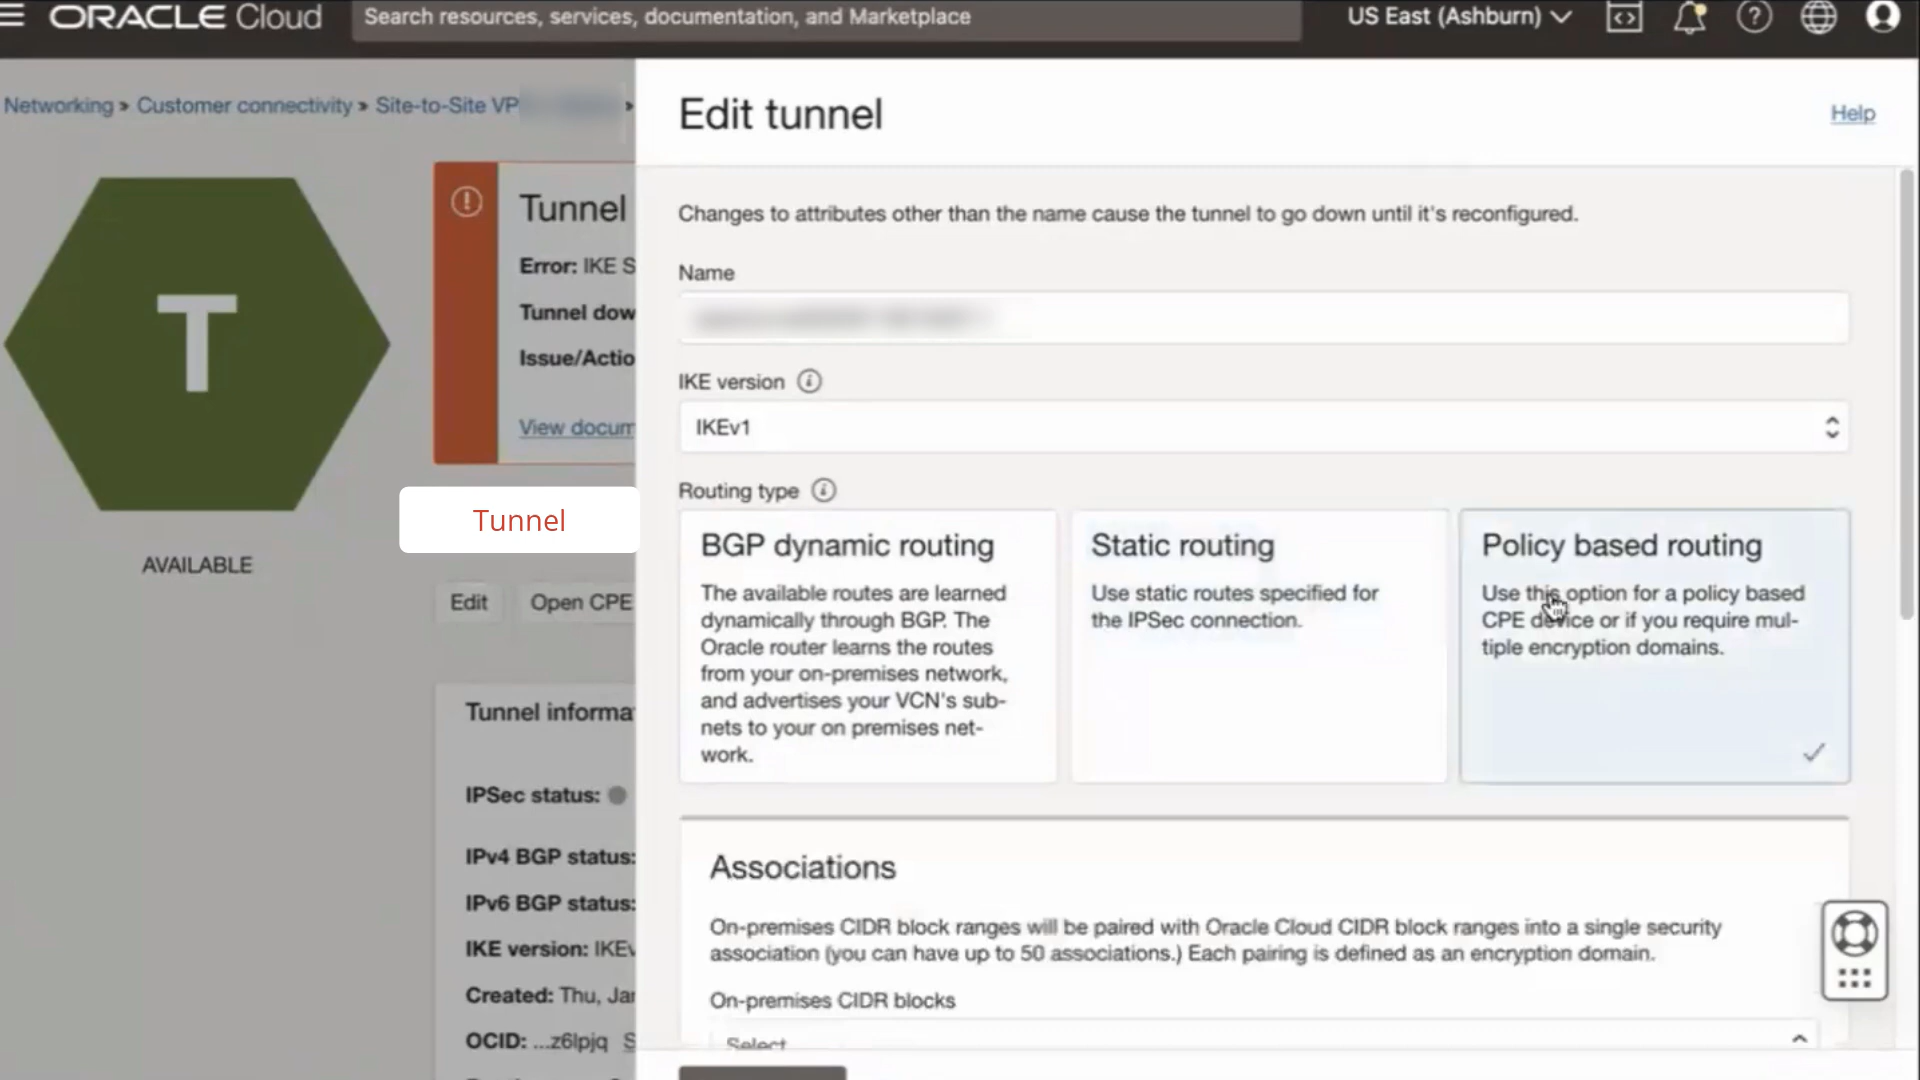 ORACLE Cloud
Search resources, services, documentation, and Marketplace
US East (Ashburn)
Networking » Customer connectivity » Site-to-Site VP
»
T
AVAILABLE
Tunnel
Error: IKE S
Tunnel dow
Issue/Actio
View docum
Tunnel
Edit
Open CPE
Tunnel informa
IPSec status:
IPv4 BGP status:
IPv6 BGP status:
IKE version: IKEv
Created: Thu, Jan
OCID: ...z6lpjq S
Edit tunnel
Help
Changes to attributes other than the name cause the tunnel to go down until it's reconfigured.
Name
IKE version
IKEv1
Routing type
BGP dynamic routing
The available routes are learned
dynamically through BGP. The
Oracle router learns the routes
from your on-premises network,
and advertises your VCN's sub-
nets to your on premises net-
work.
Static routing
Use static routes specified for
the IPSec connection.
Policy based routing
Use this option for a policy based
CPE device or if you require mul-
tiple encryption domains.
Associations
On-premises CIDR block ranges will be paired with Oracle Cloud CIDR block ranges into a single security
association (you can have up to 50 associations.) Each pairing is defined as an encryption domain.
On-premises CIDR blocks
Select